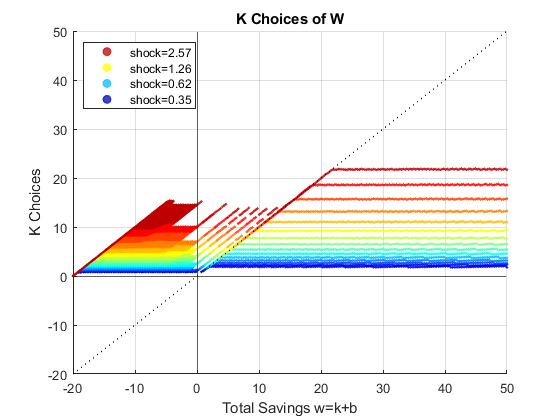 K Choices of W
50
40
30
20
10
0
-10
-20
K Choices
shock=2.57
shock=1.26
shock=0.62
shock=0.35
-20 -10 0 10 20 30 40 50
Total Savings w=k+b